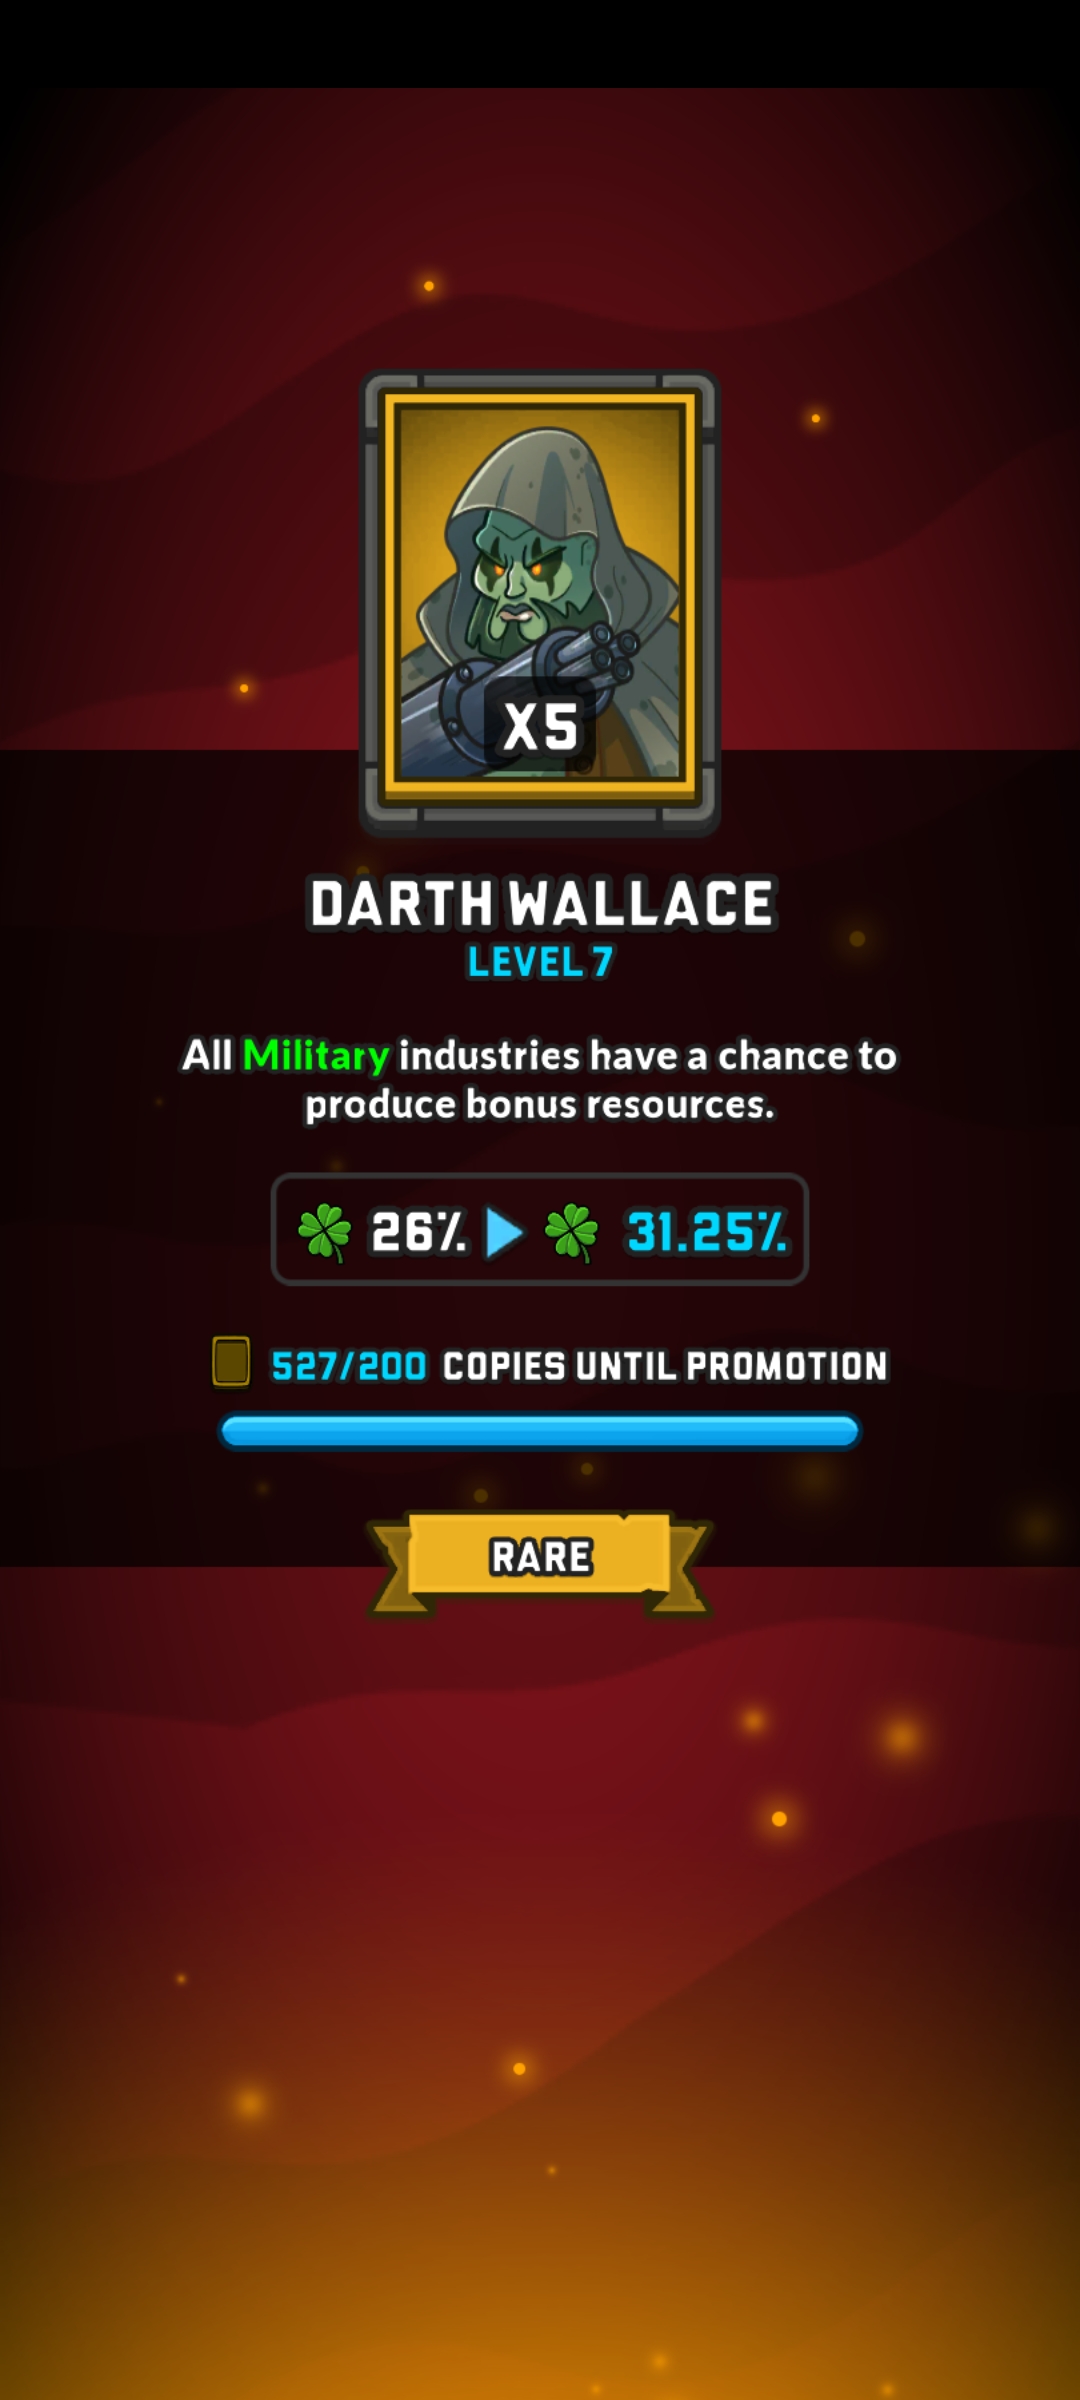 X5
DARTH WALLACE
LEVEL 7
All Military industries have a chance to
produce bonus resources.
26% 31.25%
527/200 COPIES UNTIL PROMOTION
RARE